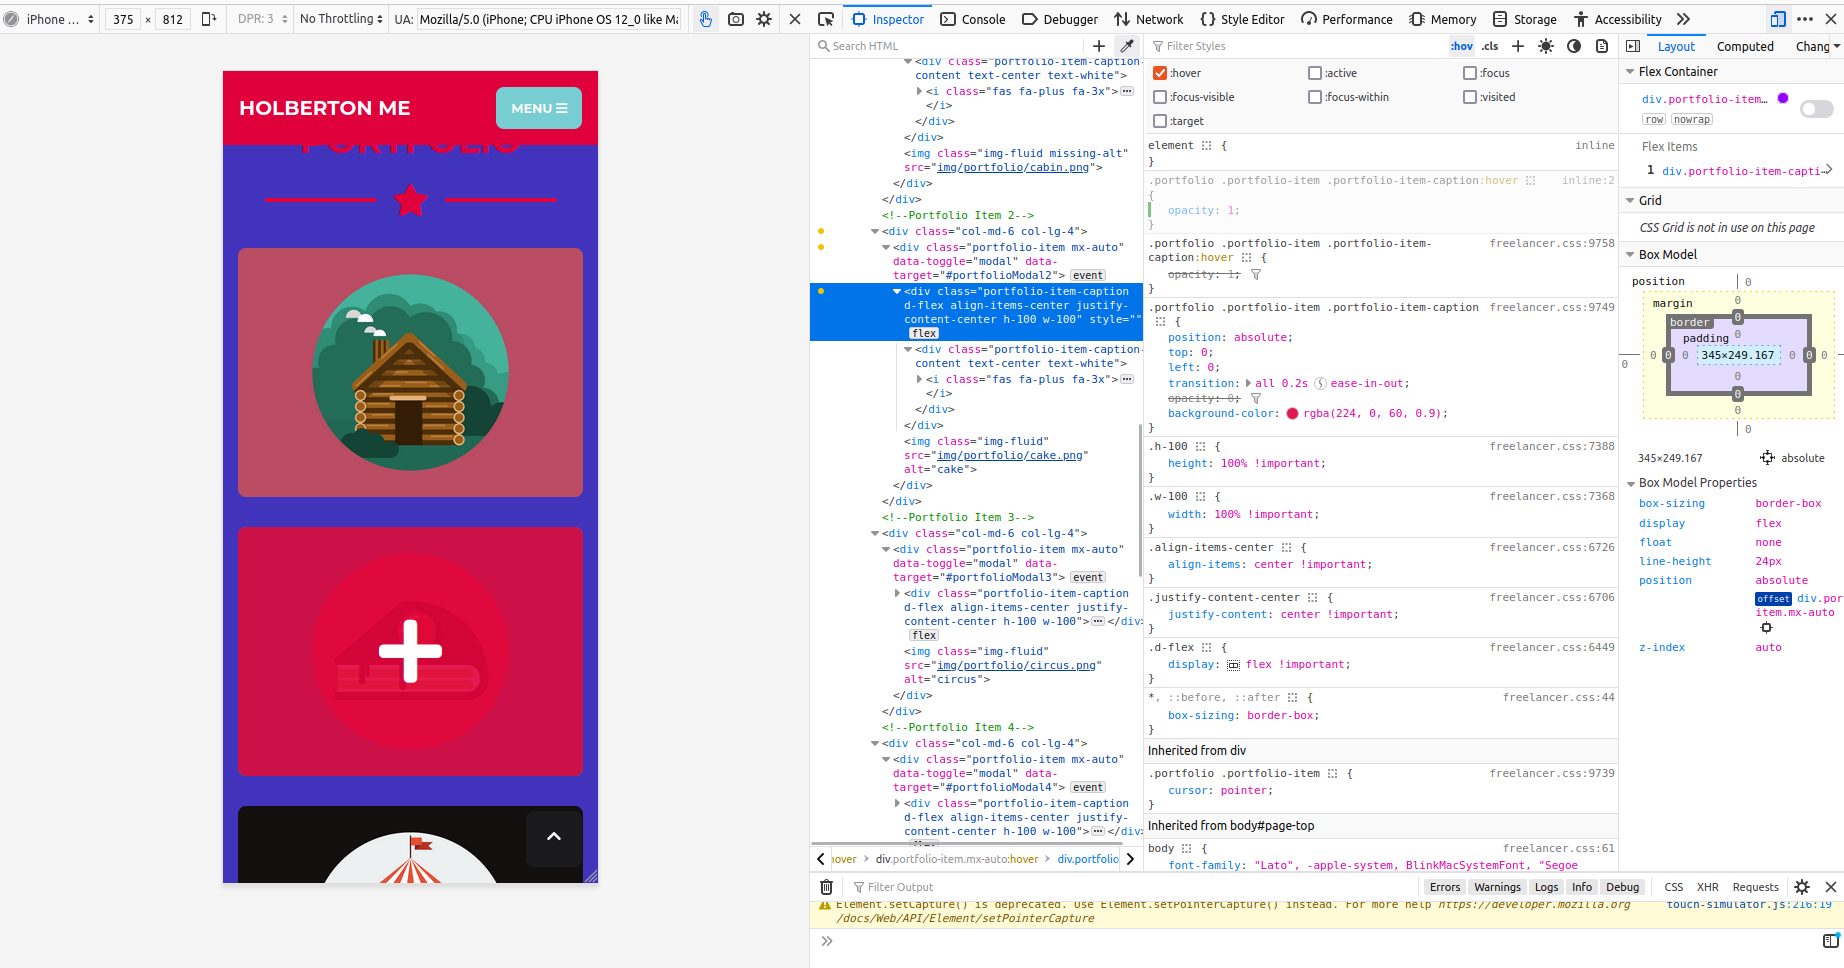 iPhone ... 375 × 812 DPR: 3 No Throttling UA: Mozilla/5.0 (iPhone; CPU iPhone OS 12_0 like Ma
Inspector Console Debugger Network Style Editor Performance Memory Storage Accessibility
HOLBERTON ME
MENU
PORTFOLIO
Search HTML
<div class="portfolio-item-caption-
content text-center text-white">
<i class="fas fa-plus fa-3x">
</i>
</div>
</div>
<img class="img-fluid missing-alt"
src="img/portfolio/cabin.png">
</div>
</div>
<!--Portfolio Item 2-->
<div class="col-md-6 col-lg-4">
<div class="portfolio-item mx-auto"
data-toggle="modal" data-
target="#portfolioModal2"> event
<div class="portfolio-item-caption
d-flex align-items-center justify-
content-center h-100 w-100" style=""
flex
<div class="portfolio-item-caption-
content text-center text-white">
<i class="fas fa-plus fa-3x">
</i>
</div>
</div>
<img class="img-fluid"
src="img/portfolio/cake.png"
alt="cake">
</div>
</div>
<!--Portfolio Item 3-->
<div class="col-md-6 col-lg-4">
<div class="portfolio-item mx-auto"
data-toggle="modal" data-
target="#portfolioModal3"> event
<div class="portfolio-item-caption
d-flex align-items-center justify-
content-center h-100 w-100"> </div>
flex
<img class="img-fluid"
src="img/portfolio/circus.png"
alt="circus">
</div>
</div>
<!--Portfolio Item 4-->
<div class="col-md-6 col-lg-4">
<div class="portfolio-item mx-auto"
data-toggle="modal" data-
target="#portfolioModal4"> event
<div class="portfolio-item-caption
d-flex align-items-center justify-
content-center h-100 w-100"> </div>
hover > div.portfolio-item.mx-auto:hover > div.portfolio
Filter Styles :hov .cls
:hover :active :focus
:focus-visible :focus-within :visited
:target
element { inline
}
.portfolio .portfolio-item .portfolio-item-caption:hover inline:2
{
opacity: 1;
}
.portfolio .portfolio-item .portfolio-item- freelancer.css:9758
caption:hover {
opacity: 1;
}
.portfolio .portfolio-item .portfolio-item-caption freelancer.css:9749
{
position: absolute;
top: 0;
left: 0;
transition: all 0.2s ease-in-out;
opacity: 0;
background-color: rgba(224, 0, 60, 0.9);
}
.h-100 { freelancer.css:7388
height: 100% !important;
}
.w-100 { freelancer.css:7368
width: 100% !important;
}
.align-items-center { freelancer.css:6726
align-items: center !important;
}
.justify-content-center { freelancer.css:6706
justify-content: center !important;
}
.d-flex { freelancer.css:6449
display: flex !important;
}
*, ::before, ::after { freelancer.css:44
box-sizing: border-box;
}
Inherited from div
.portfolio .portfolio-item { freelancer.css:9739
cursor: pointer;
}
Inherited from body#page-top
body { freelancer.css:61
font-family: "Lato", -apple-system, BlinkMacSystemFont, "Segoe
Layout Computed Chang
Flex Container
div.portfolio-item…
row nowrap
Flex Items
1 div.portfolio-item-capti…
Grid
CSS Grid is not in use on this page
Box Model
position 0
margin 0
border 0
padding 0
0 0 0 0 345×249.167 0 0 0
0
0
0
0
345×249.167 absolute
Box Model Properties
box-sizing border-box
display flex
float none
line-height 24px
position absolute
offset div.por
item.mx-auto
z-index auto
Filter Output Errors Warnings Logs Info Debug CSS XHR Requests
Element.setCapture() is deprecated. Use Element.setPointerCapture() instead. For more help https://developer.mozilla.org touch-simulator.js:216:19
/docs/Web/API/Element/setPointerCapture